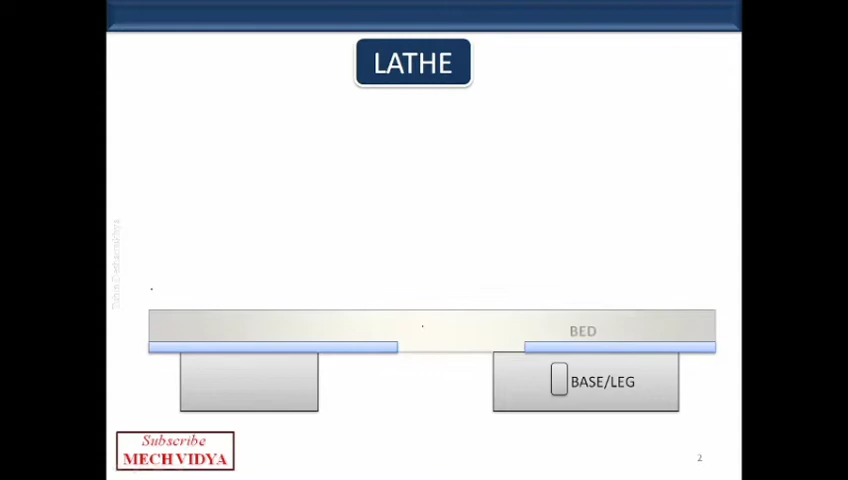 LATHE
BED
BASE/LEG
Subscribe
MECH VIDYA
2